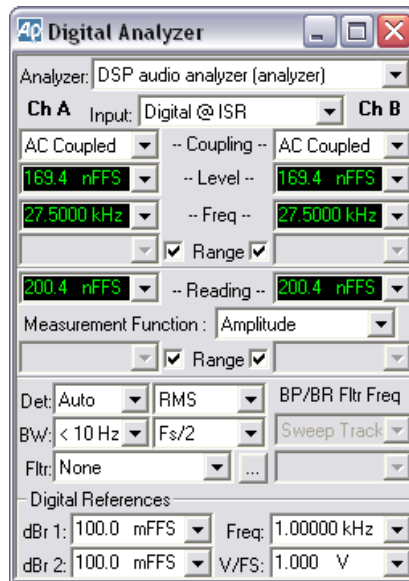 Ap Digital Analyzer
Analyzer: DSP audio analyzer (analyzer)
Ch A Input: Digital @ ISR Ch B
AC Coupled -- Coupling -- AC Coupled
169.4 nFFS -- Level -- 169.4 nFFS
27.5000 kHz -- Freq -- 27.5000 kHz
Range
200.4 nFFS -- Reading -- 200.4 nFFS
Measurement Function : Amplitude
Range
Det: Auto RMS BP/BR Fltr Freq
BW: < 10 Hz Fs/2 Sweep Track
Fltr: None ...
Digital References
dBr 1: 100.0 mFFS Freq: 1.00000 kHz
dBr 2: 100.0 mFFS V/FS: 1.000 V